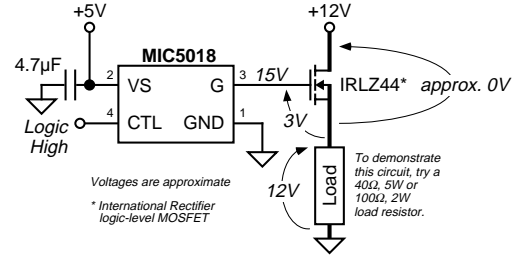 +5V
+12V
MIC5018
4.7µF
2
VS
G
3
15V
IRLZ44*
approx. 0V
Logic
High
4
CTL
GND
1
3V
Voltages are approximate
* International Rectifier
logic-level MOSFET
12V
Load
To demonstrate
this circuit, try a
40Ω, 5W or
100Ω, 2W
load resistor.